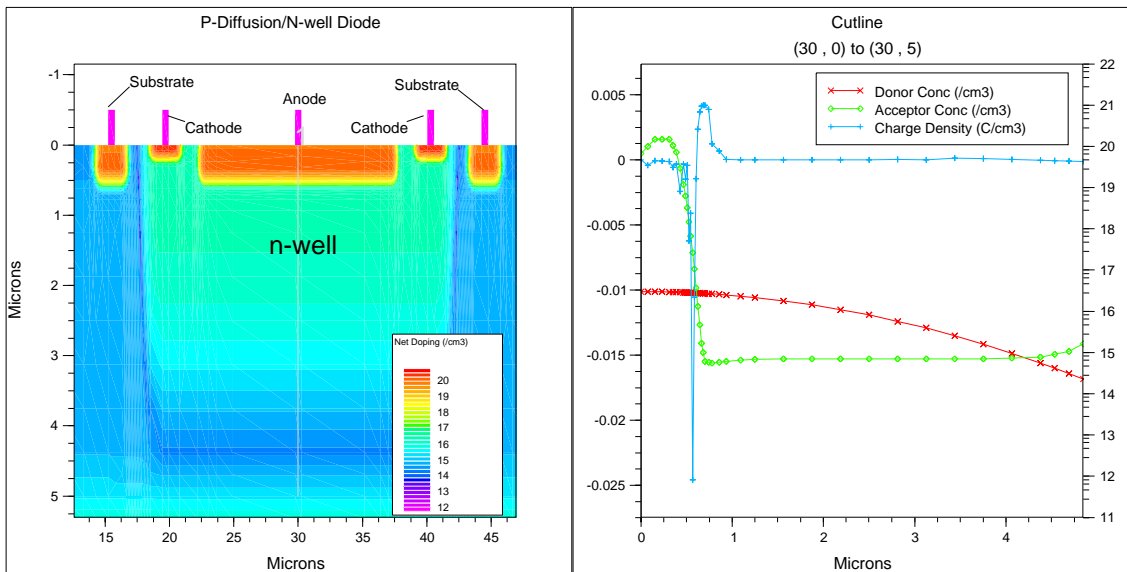 P-Diffusion/N-well Diode
-1
0
1
2
3
4
5
Microns
Substrate
Cathode
Anode
Cathode
Substrate
n-well
Net Doping (/cm3)
20
19
18
17
16
15
14
13
12
15
20
25
30
35
40
45
Microns
Cutline
(30 , 0) to (30 , 5)
0.005
0
-0.005
-0.01
-0.015
-0.02
-0.025
Donor Conc (/cm3)
Acceptor Conc (/cm3)
Charge Density (C/cm3)
22
21
20
19
18
17
16
15
14
13
12
11
0
1
2
3
4
Microns